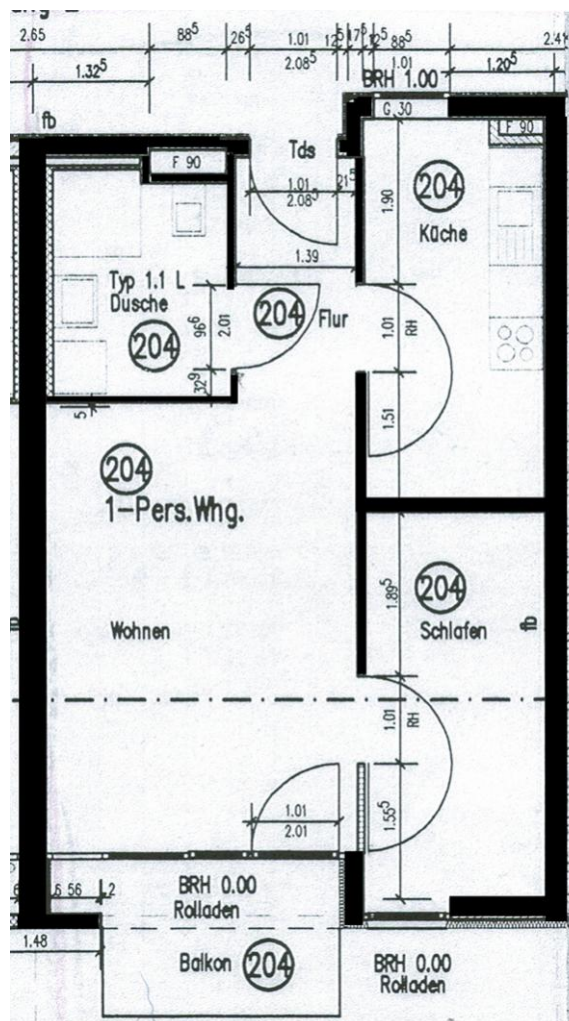 2.65
88⁵
26⁵
1.01
2.08⁵
12⁵
17⁵
12⁵
88⁵
1.01
2.4
1.32⁵
BRH 1.00
1.20⁵
G 30
fb
F 90
Tds
F 90
204
Küche
1.01
2.08⁵
21⁵
1.90
1.39
Typ 1.1 L
Dusche
204
96⁶
2.01
204 Flur
1.01
RH
32⁹
5
1.51
204
1-Pers.Whg.
1.89⁵
204
Schlafen
fb
Wohnen
1.01
RH
1.01
2.01
1.55⁵
6 56
2
BRH 0.00
Rolladen
1.48
Balkon 204
BRH 0.00
Rolladen